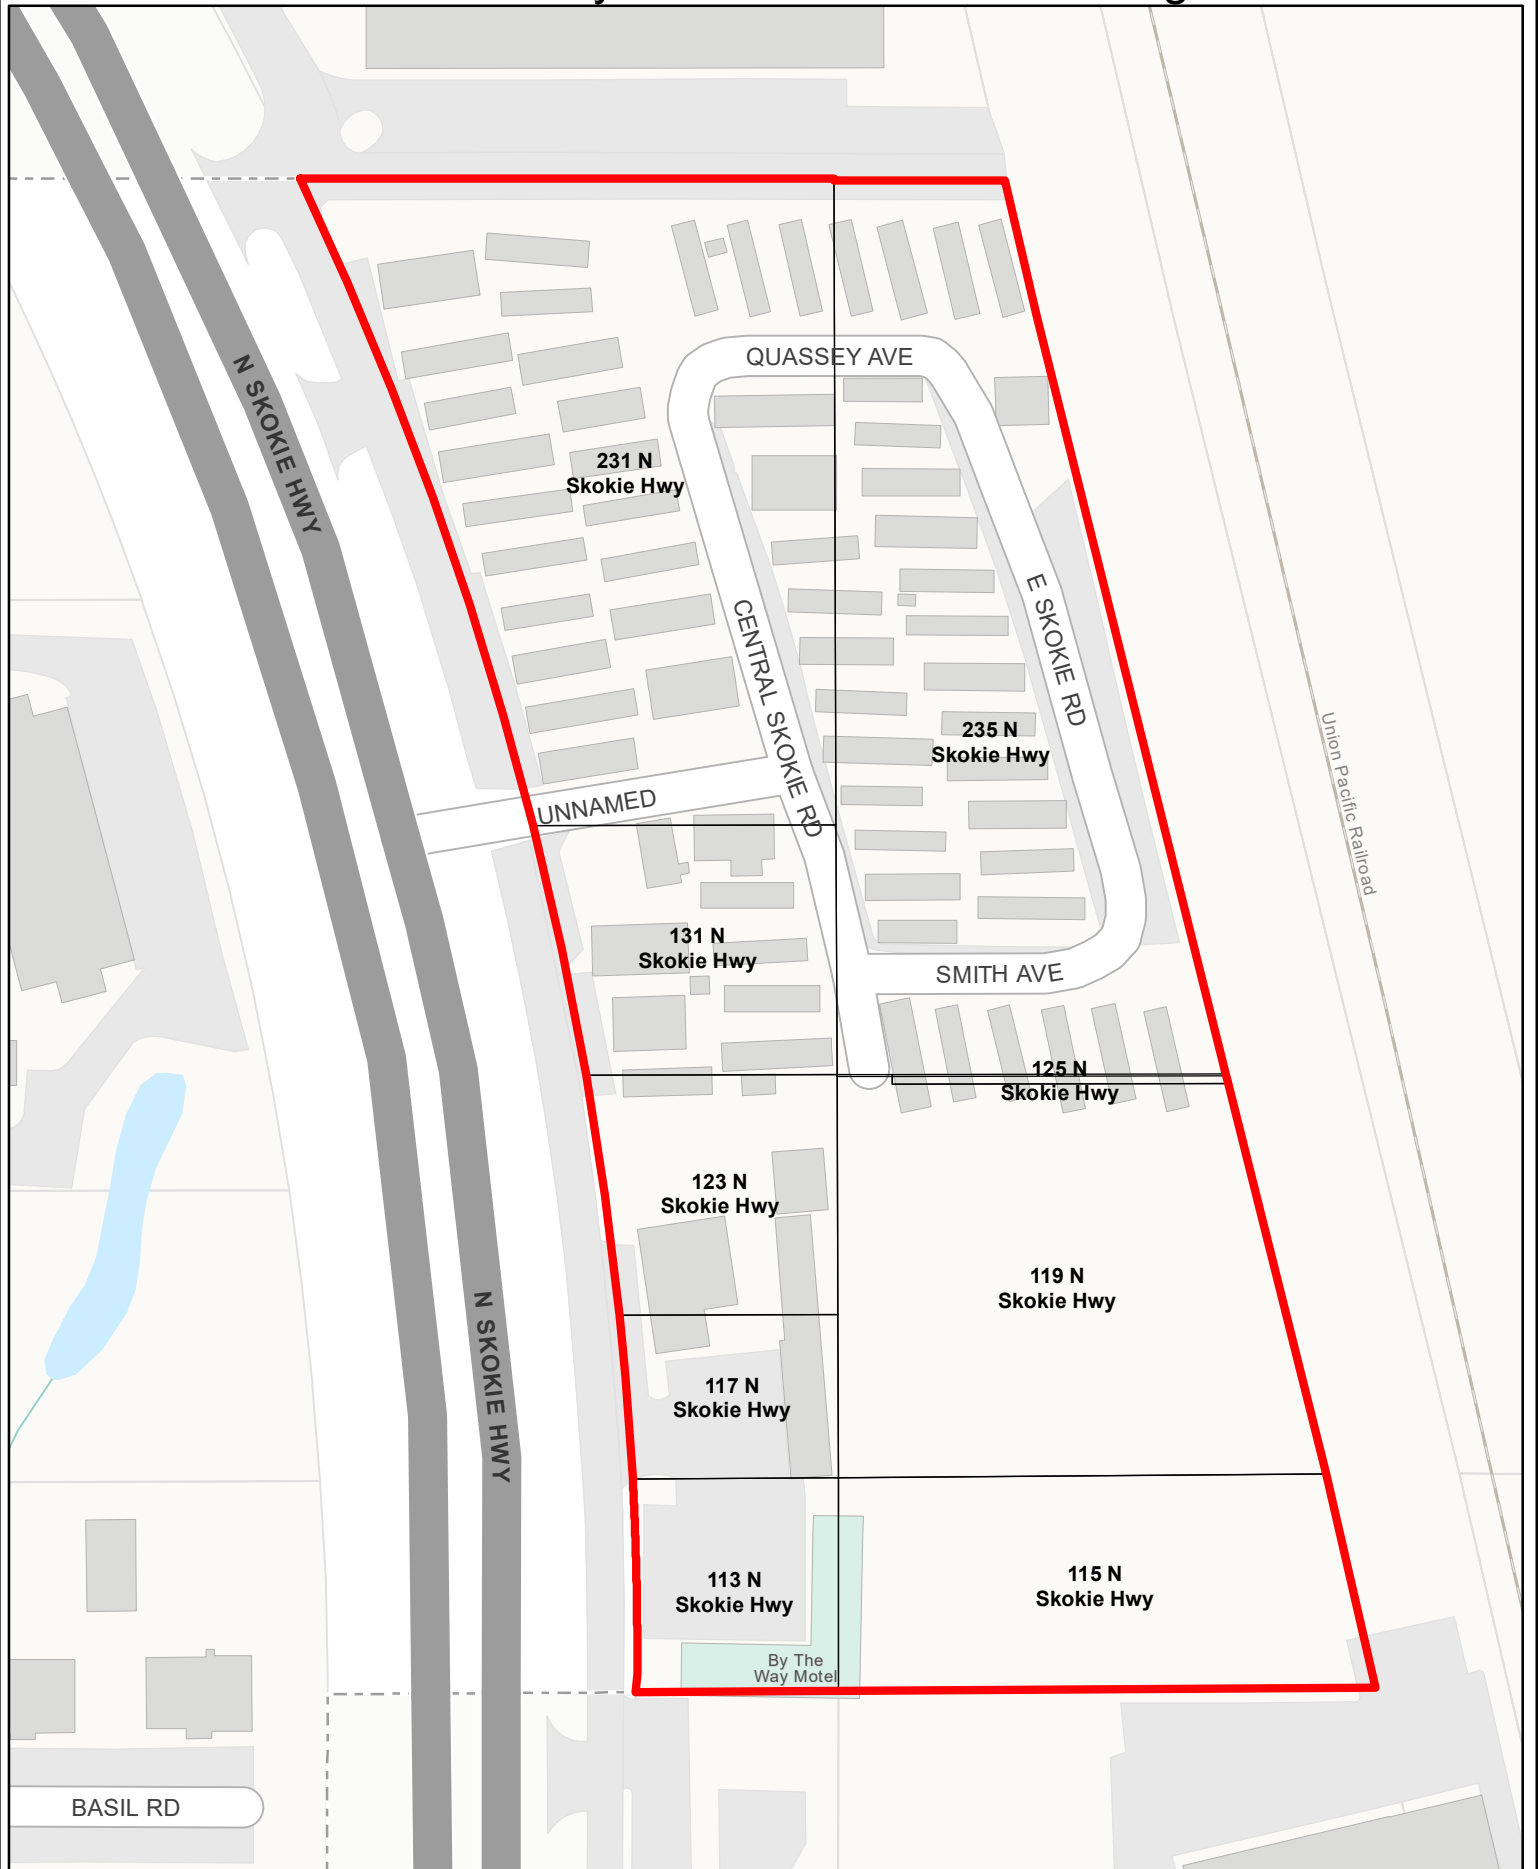 QUASSEY AVE
N SKOKIE HWY
231 N
Skokie Hwy
E SKOKIE RD
CENTRAL SKOKIE RD
235 N
Skokie Hwy
Union Pacific Railroad
UNNAMED
131 N
Skokie Hwy
SMITH AVE
125 N
Skokie Hwy
123 N
Skokie Hwy
119 N
Skokie Hwy
N SKOKIE HWY
117 N
Skokie Hwy
113 N
Skokie Hwy
115 N
Skokie Hwy
By The
Way Motel
BASIL RD